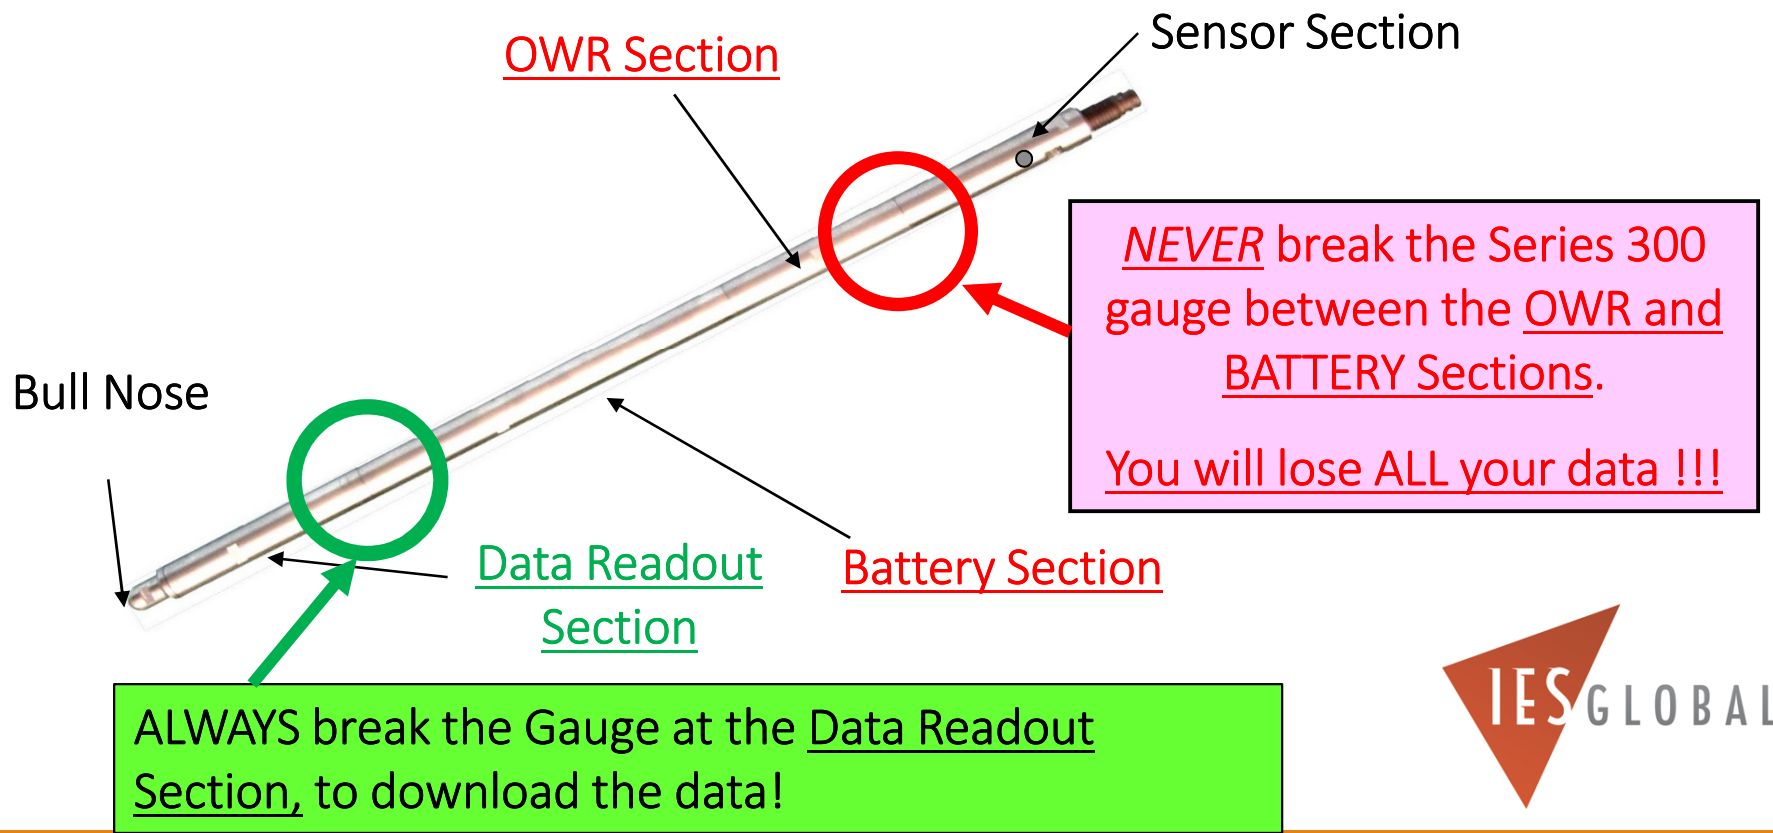 OWR Section
Sensor Section
NEVER break the Series 300
gauge between the OWR and
BATTERY Sections.
You will lose ALL your data !!!
Bull Nose
Data Readout
Section
Battery Section
ALWAYS break the Gauge at the Data Readout
Section, to download the data!
IES GLOBAL